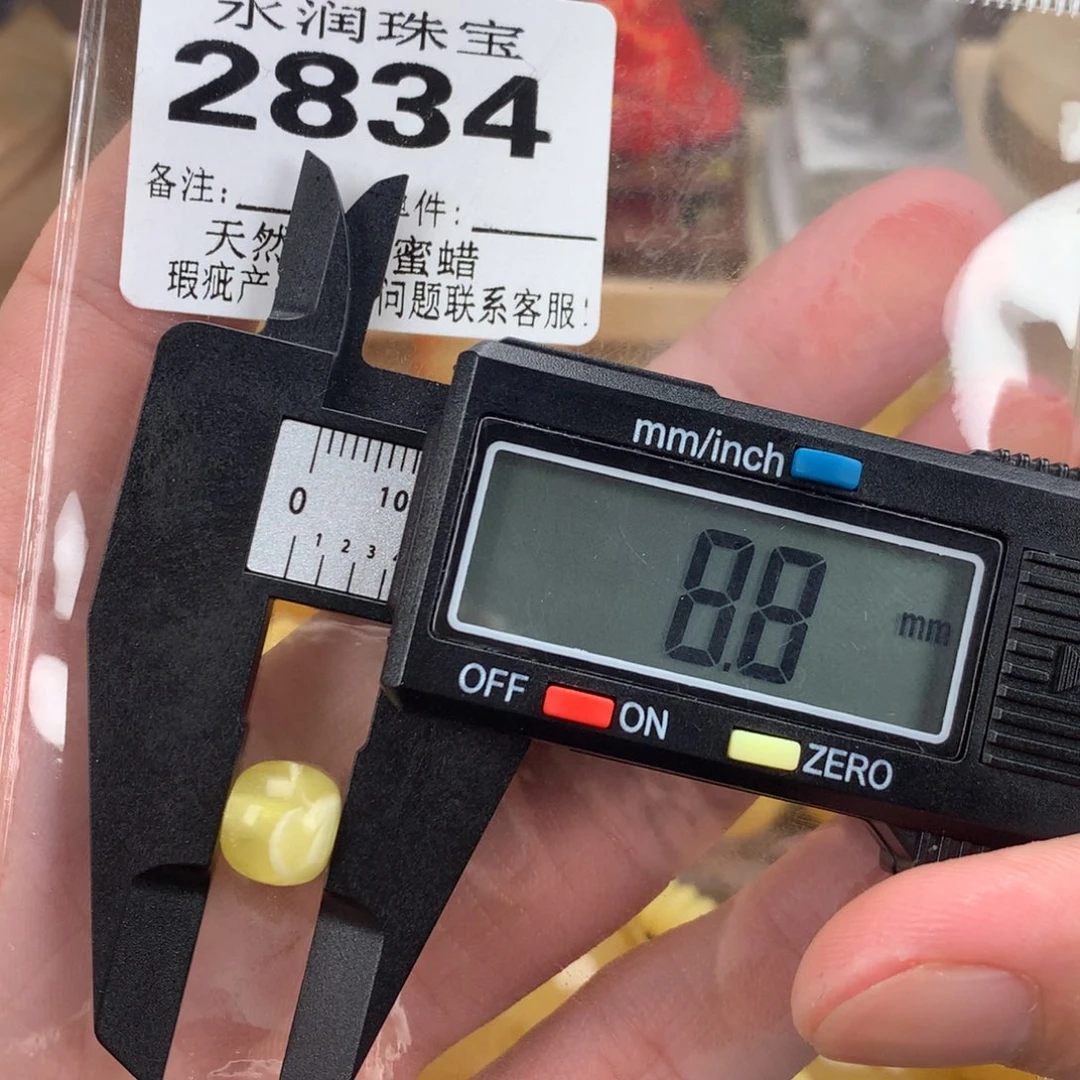 永润珠宝
2834
备注: 件:
天然 蜜蜡
瑕疵产 问题联系客服!
mm/inch
0 10
1 2 3
8.8 mm
OFF ON ZERO